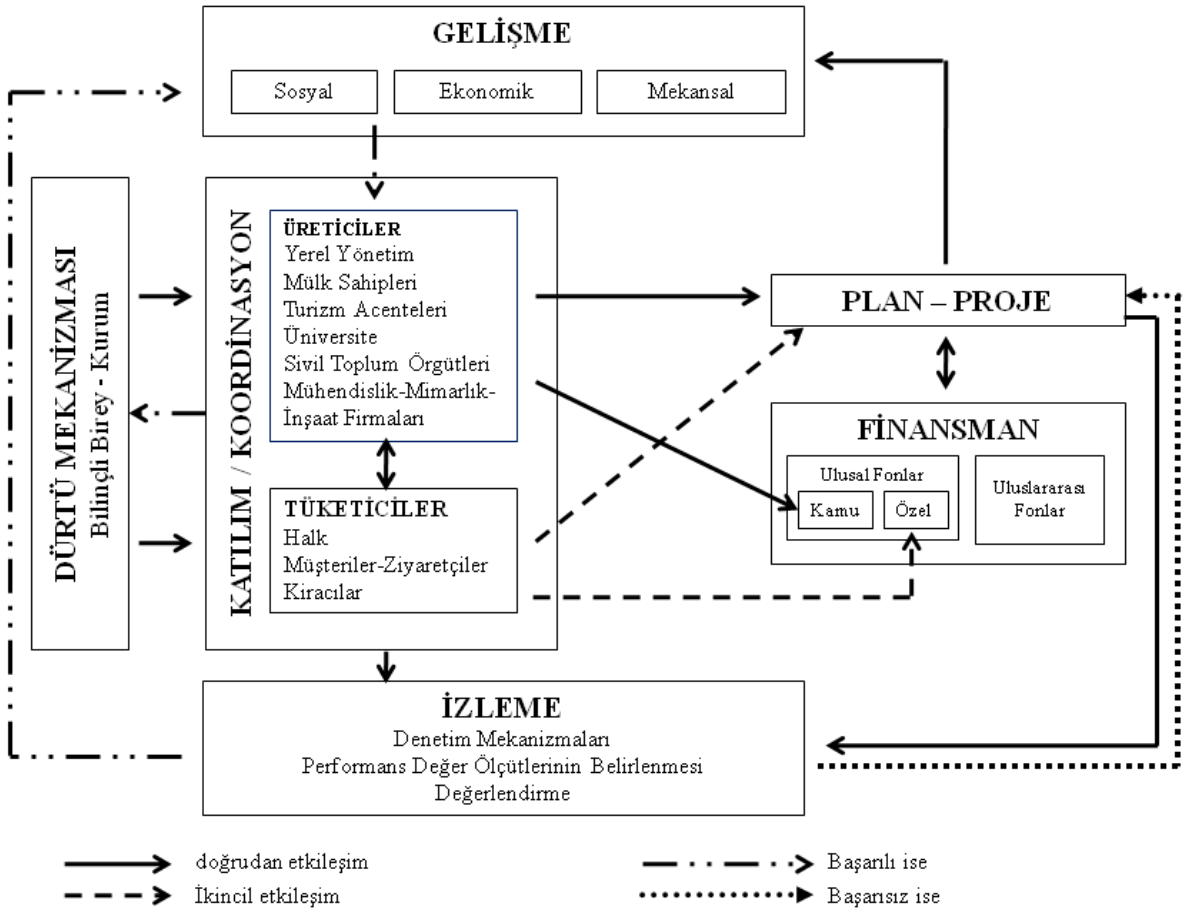 GELİŞME
Sosyal
Ekonomik
Mekansal
DÜRTÜ MEKANİZMASI
Bilinçli Birey - Kurum
KATILIM / KOORDİNASYON
ÜRETİCİLER
Yerel Yönetim
Mülk Sahipleri
Turizm Acenteleri
Üniversite
Sivil Toplum Örgütleri
Mühendislik-Mimarlık-
İnşaat Firmaları
TÜKETİCİLER
Halk
Müşteriler-Ziyaretçiler
Kiracılar
PLAN – PROJE
FİNANSMAN
Ulusal Fonlar
Kamu
Özel
Uluslararası
Fonlar
İZLEME
Denetim Mekanizmaları
Performans Değer Ölçütlerinin Belirlenmesi
Değerlendirme
doğrudan etkileşim
İkincil etkileşim
Başarılı ise
Başarısız ise